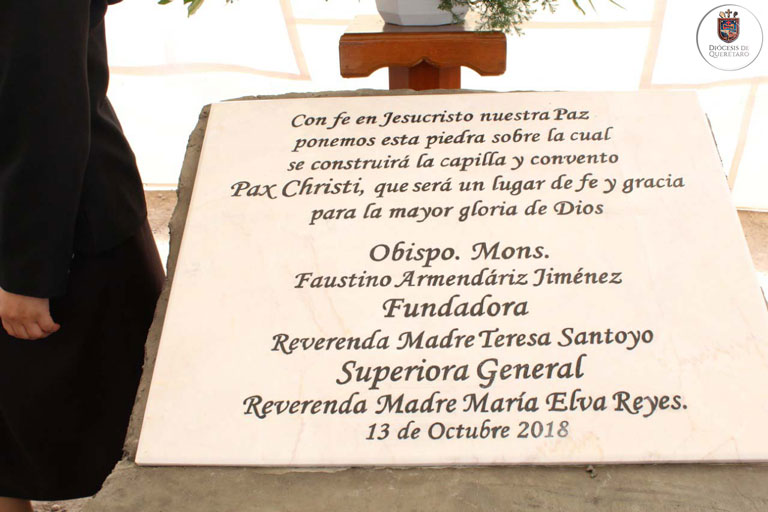 DIOCESIS DE
QUERÉTARO
Con fe en Jesucristo nuestra Paz
ponemos esta piedra sobre la cual
se construirá la capilla y convento
Pax Christi, que será un lugar de fe y gracia
para la mayor gloria de Dios
Obispo. Mons.
Faustino Armendáriz Jiménez
Fundadora
Reverenda Madre Teresa Santoyo
Superiora General
Reverenda Madre María Elva Reyes.
13 de Octubre 2018